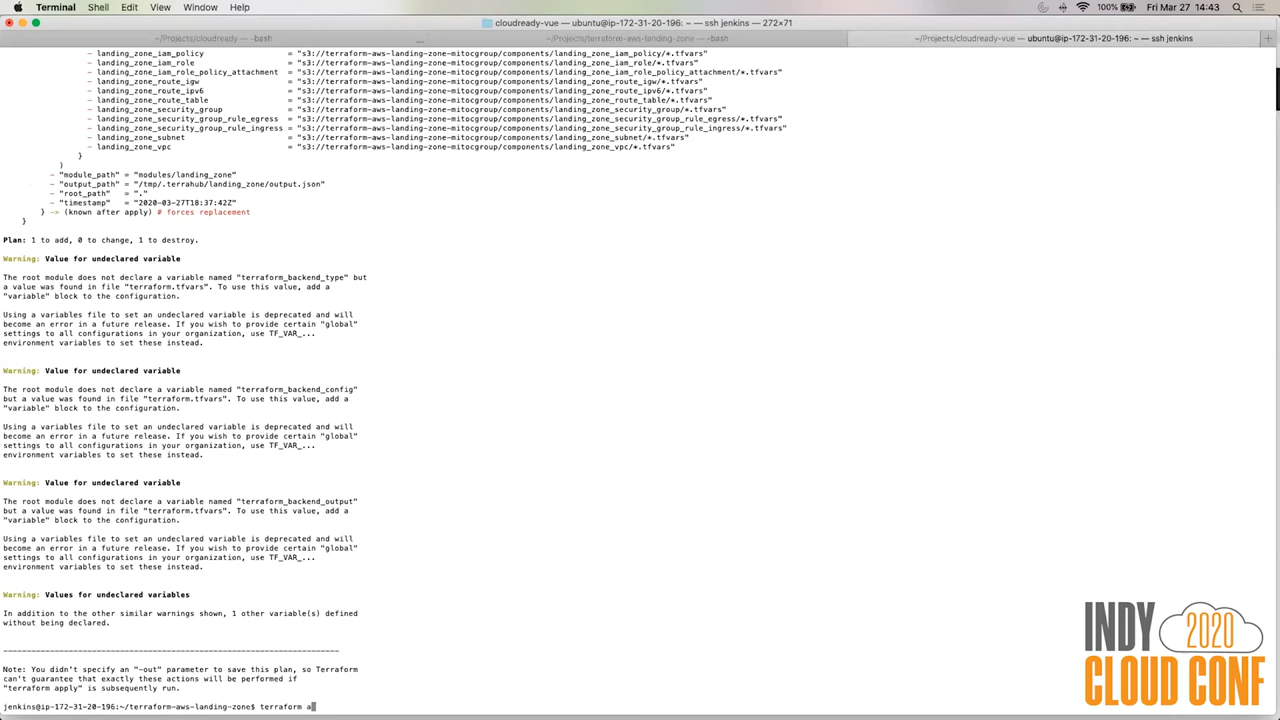 Terminal Shell Edit View Window Help 100% Fri Mar 27 14:43
cloudready-vue — ubuntu@ip-172-31-20-196: ~ — ssh jenkins — 272×71
~/Projects/cloudready — -bash ... ~/Projects/terraform-aws-landing-zone — -bash ~/Projects/cloudready-vue — ubuntu@ip-172-31-20-196: ~ — ssh jenkins +
- landing_zone_iam_policy = "s3://terraform-aws-landing-zone-mitocgroup/components/landing_zone_iam_policy/*.tfvars"
- landing_zone_iam_role = "s3://terraform-aws-landing-zone-mitocgroup/components/landing_zone_iam_role/*.tfvars"
- landing_zone_iam_role_policy_attachment = "s3://terraform-aws-landing-zone-mitocgroup/components/landing_zone_iam_role_policy_attachment/*.tfvars"
- landing_zone_route_igw = "s3://terraform-aws-landing-zone-mitocgroup/components/landing_zone_route_igw/*.tfvars"
- landing_zone_route_ipv6 = "s3://terraform-aws-landing-zone-mitocgroup/components/landing_zone_route_ipv6/*.tfvars"
- landing_zone_route_table = "s3://terraform-aws-landing-zone-mitocgroup/components/landing_zone_route_table/*.tfvars"
- landing_zone_security_group = "s3://terraform-aws-landing-zone-mitocgroup/components/landing_zone_security_group/*.tfvars"
- landing_zone_security_group_rule_egress = "s3://terraform-aws-landing-zone-mitocgroup/components/landing_zone_security_group_rule_egress/*.tfvars"
- landing_zone_security_group_rule_ingress = "s3://terraform-aws-landing-zone-mitocgroup/components/landing_zone_security_group_rule_ingress/*.tfvars"
- landing_zone_subnet = "s3://terraform-aws-landing-zone-mitocgroup/components/landing_zone_subnet/*.tfvars"
- landing_zone_vpc = "s3://terraform-aws-landing-zone-mitocgroup/components/landing_zone_vpc/*.tfvars"
}
)
- "module_path" = "modules/landing_zone"
- "output_path" = "/tmp/.terrahub/landing_zone/output.json"
- "root_path" = "."
- "timestamp" = "2020-03-27T18:37:42Z"
} -> (known after apply) # forces replacement
}
Plan: 1 to add, 0 to change, 1 to destroy.
Warning: Value for undeclared variable
The root module does not declare a variable named "terraform_backend_type" but
a value was found in file "terraform.tfvars". To use this value, add a
"variable" block to the configuration.
Using a variables file to set an undeclared variable is deprecated and will
become an error in a future release. If you wish to provide certain "global"
settings to all configurations in your organization, use TF_VAR_...
environment variables to set these instead.
Warning: Value for undeclared variable
The root module does not declare a variable named "terraform_backend_config"
but a value was found in file "terraform.tfvars". To use this value, add a
"variable" block to the configuration.
Using a variables file to set an undeclared variable is deprecated and will
become an error in a future release. If you wish to provide certain "global"
settings to all configurations in your organization, use TF_VAR_...
environment variables to set these instead.
Warning: Value for undeclared variable
The root module does not declare a variable named "terraform_backend_output"
but a value was found in file "terraform.tfvars". To use this value, add a
"variable" block to the configuration.
Using a variables file to set an undeclared variable is deprecated and will
become an error in a future release. If you wish to provide certain "global"
settings to all configurations in your organization, use TF_VAR_...
environment variables to set these instead.
Warning: Values for undeclared variables
In addition to the other similar warnings shown, 1 other variable(s) defined
without being declared.
------------------------------------------------------------------------
Note: You didn't specify an "-out" parameter to save this plan, so Terraform
can't guarantee that exactly these actions will be performed if
"terraform apply" is subsequently run.
jenkins@ip-172-31-20-196:~/terraform-aws-landing-zone$ terraform a
INDY 2020
CLOUD CONF